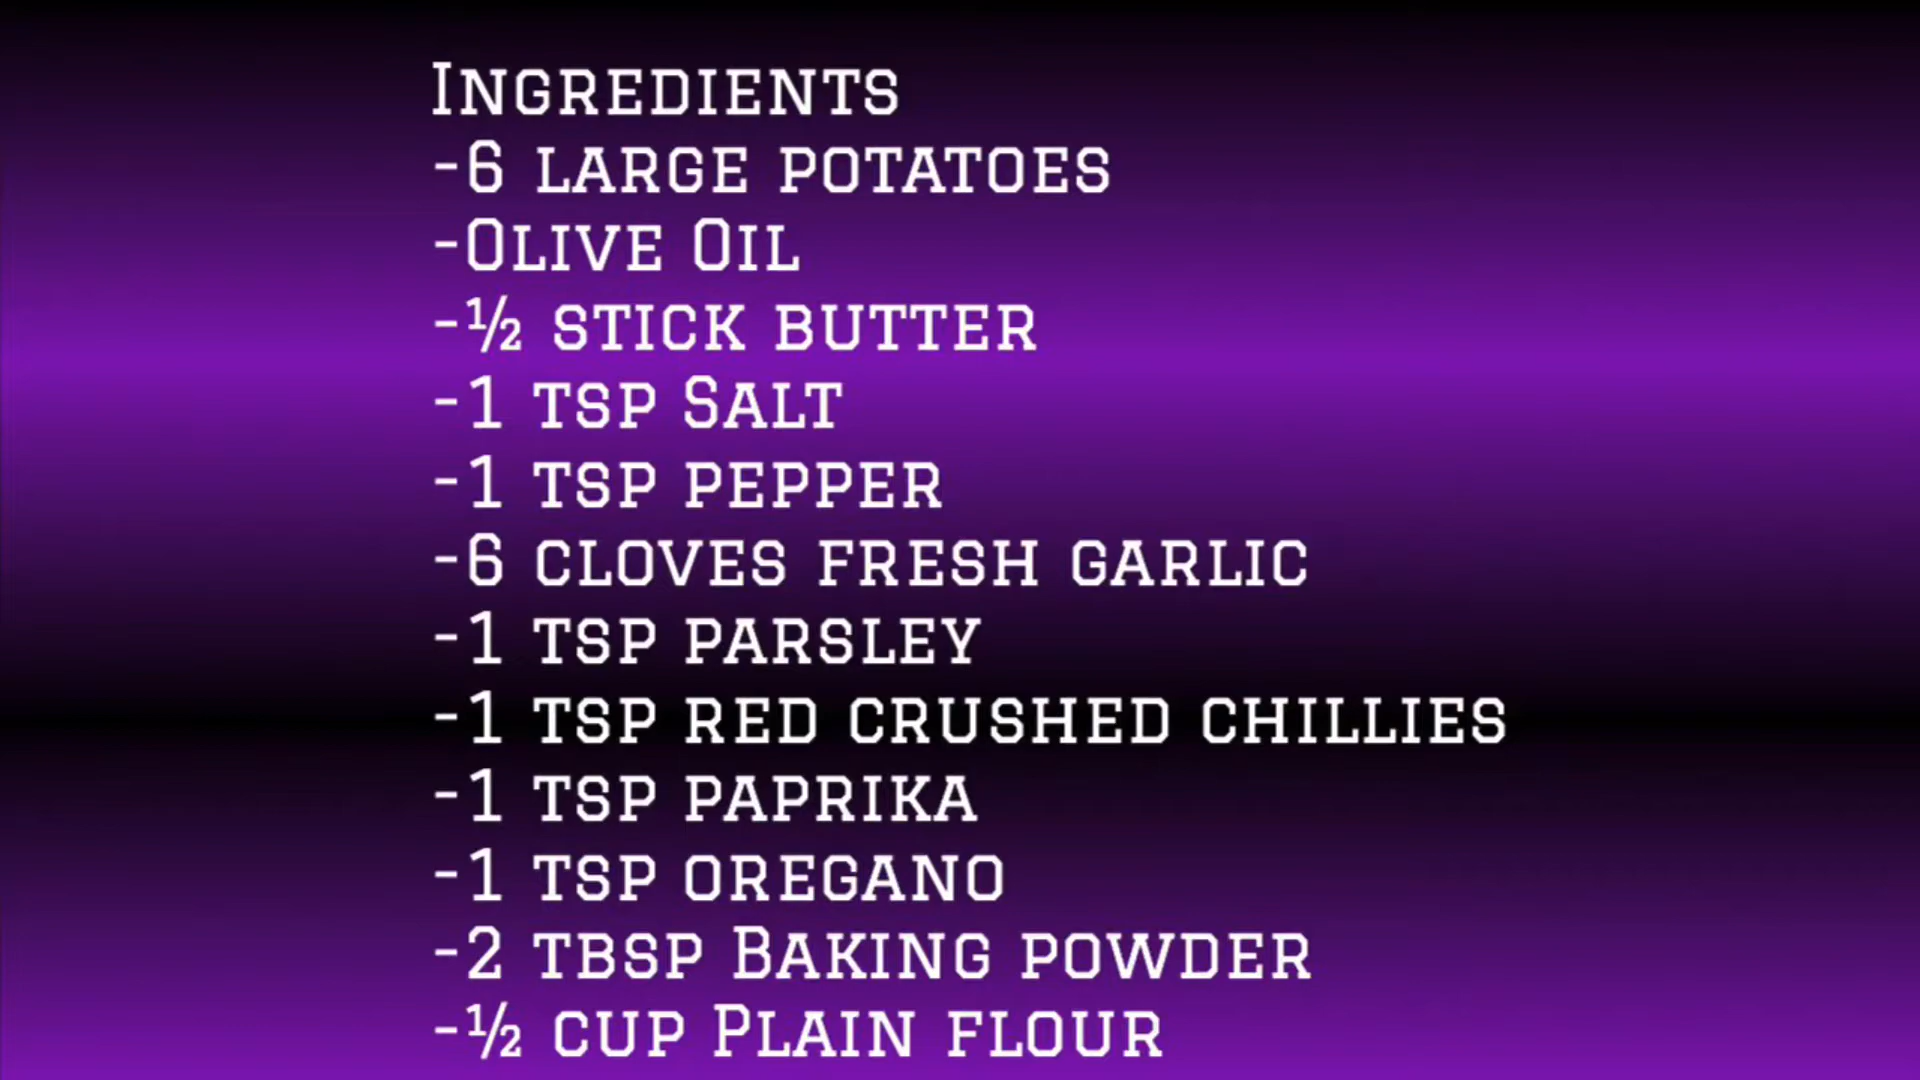 Ingredients
-6 large potatoes
-Olive Oil
-½ stick butter
-1 tsp Salt
-1 tsp pepper
-6 cloves fresh garlic
-1 tsp parsley
-1 tsp red crushed chillies
-1 tsp paprika
-1 tsp oregano
-2 tbsp Baking powder
-½ cup Plain flour